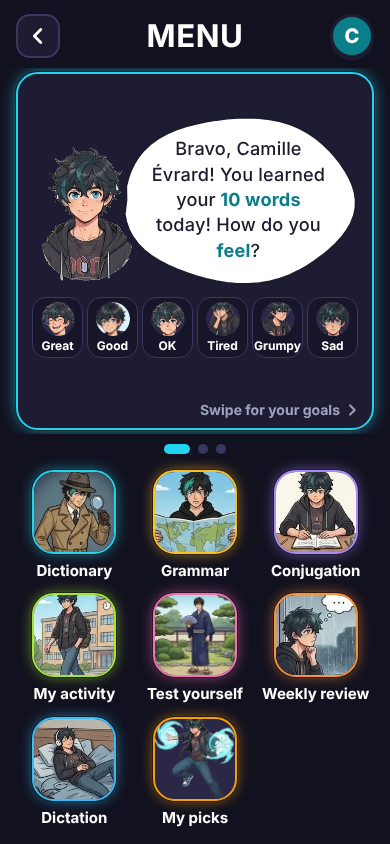 MENU
C
Bravo, Camille
Évrard! You learned
your 10 words
today! How do you
feel?
Great Good OK Tired Grumpy Sad
Swipe for your goals
Dictionary Grammar Conjugation
My activity Test yourself Weekly review
Dictation My picks